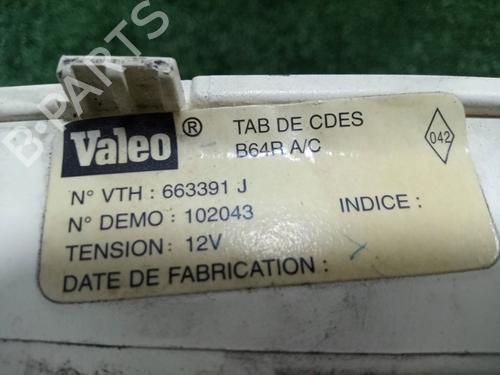 B-PARTS
Valeo ® TAB DE CDES
B64R A/C
042
N° VTH : 663391 J
N° DEMO : 102043 INDICE :
TENSION : 12V
DATE DE FABRICATION :